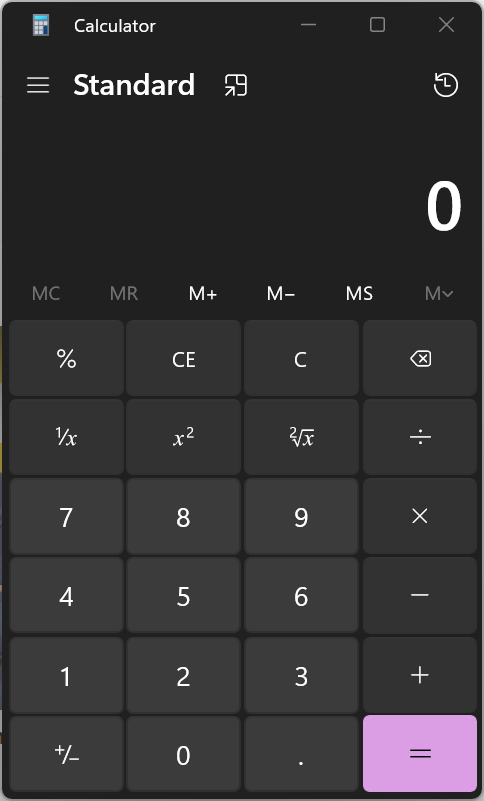 Calculator
Standard
0
MC MR M+ M− MS M
% CE C
¹/x x² ²√x ÷
7 8 9 ×
4 5 6 −
1 2 3 +
+/− 0 . =